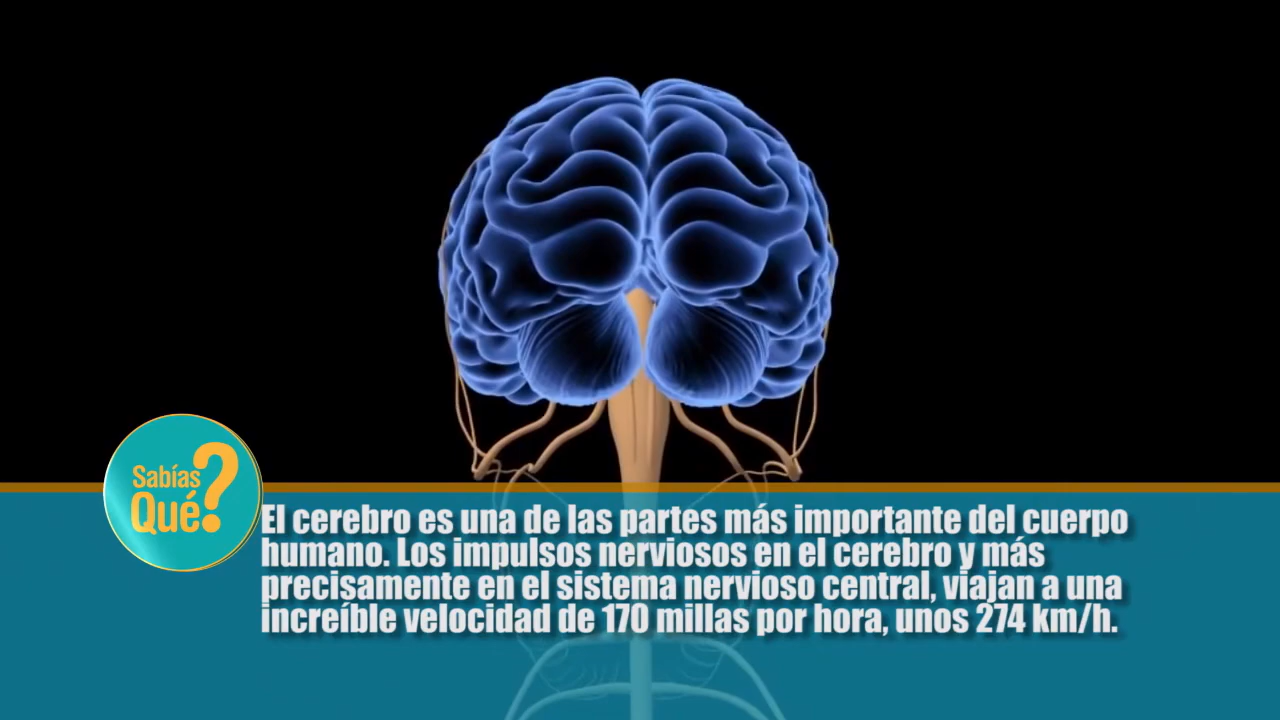 Sabías
Qué?
El cerebro es una de las partes más importante del cuerpo
humano. Los impulsos nerviosos en el cerebro y más
precisamente en el sistema nervioso central, viajan a una
increíble velocidad de 170 millas por hora, unos 274 km/h.